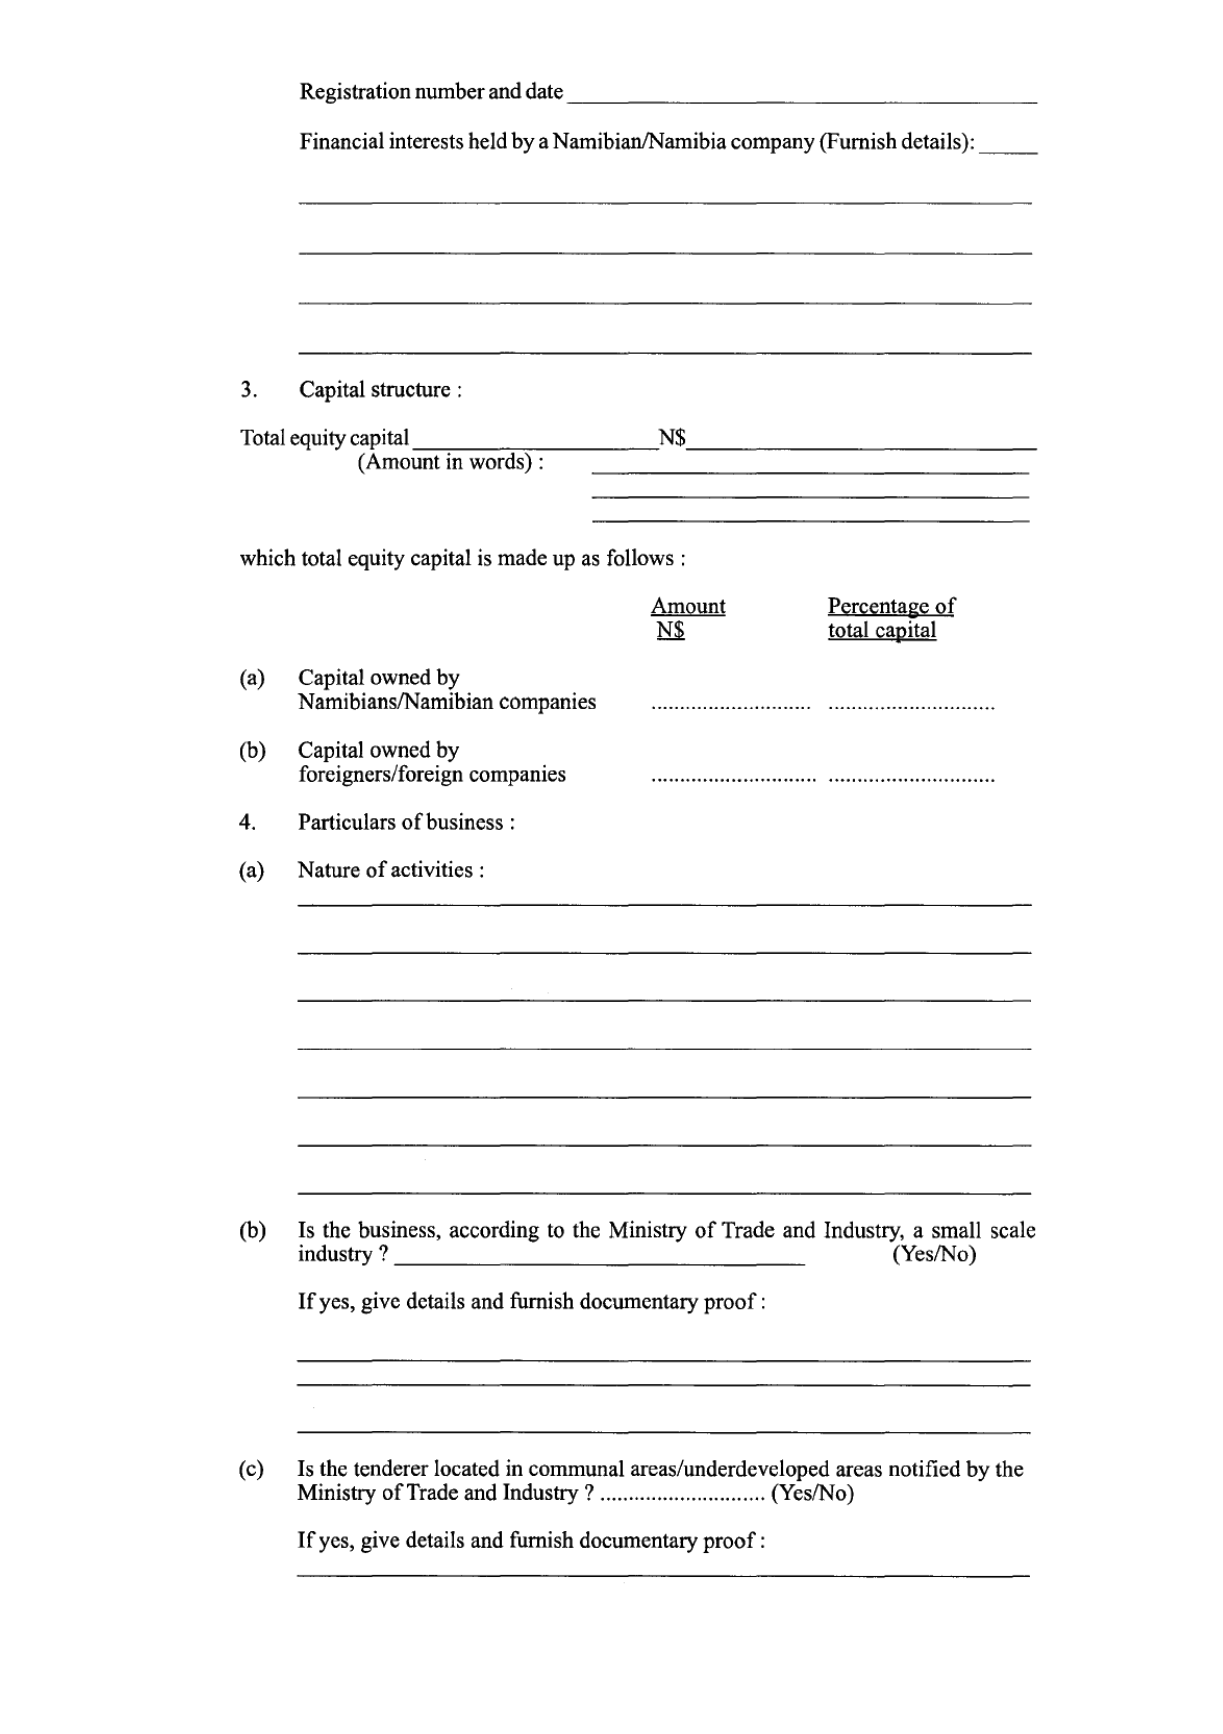 Registration number and date
Financial interests held by a Namibian/Namibia company (Furnish details):
3. Capital structure :
Total equity capital N$
(Amount in words) :
which total equity capital is made up as follows :
Amount Percentage of
N$ total capital
(a) Capital owned by
Namibians/Namibian companies ............................ .............................
(b) Capital owned by
foreigners/foreign companies ............................. .............................
4. Particulars of business :
(a) Nature of activities :
(b) Is the business, according to the Ministry of Trade and Industry, a small scale
industry ? (Yes/No)
If yes, give details and furnish documentary proof :
(c) Is the tenderer located in communal areas/underdeveloped areas notified by the
Ministry of Trade and Industry ? ............................. (Yes/No)
If yes, give details and furnish documentary proof :